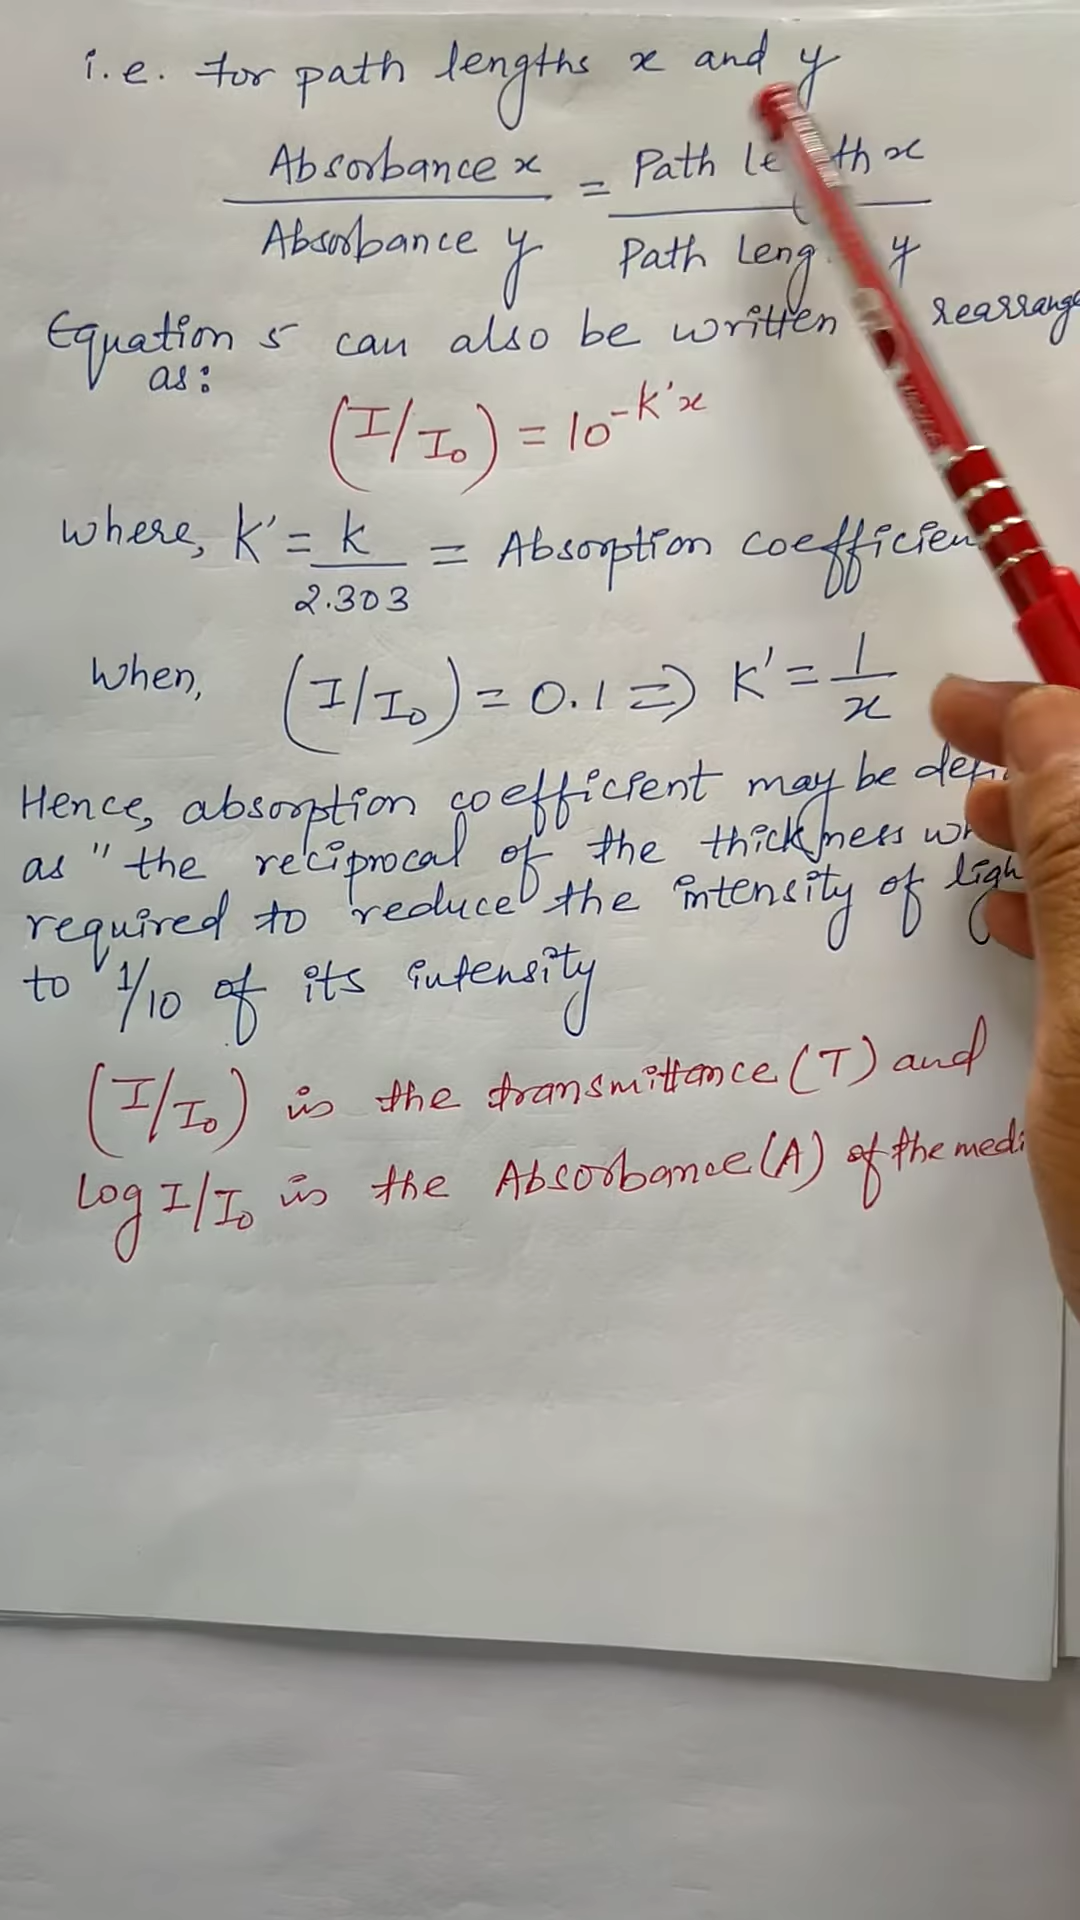 i.e. for path lengths x and y
Absorbance x / Absorbance y = Path length x / Path Leng y
Equation 5 can also be written rearrange
as:
(I/I₀) = 10^-k'x
where, K' = k/2.303 = Absorption coefficien
When, (I/I₀) = 0.1 => K' = 1/x
Hence, absorption coefficient may be defi
as "the reciprocal of the thickness wh
required to reduce the intensity of ligh
to 1/10 of its intensity
(I/I₀) is the transmittance (T) and
log I/I₀ is the Absorbance (A) of the medi